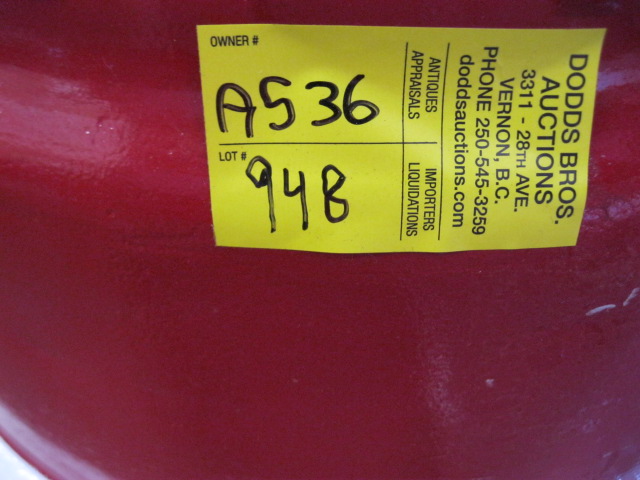 OWNER #
A536
LOT #
948
ANTIQUES
APPRAISALS
IMPORTERS
LIQUIDATIONS
DODDS BROS.
AUCTIONS
3311 - 28TH AVE.
VERNON, B.C.
PHONE 250-545-3259
doddsauctions.com